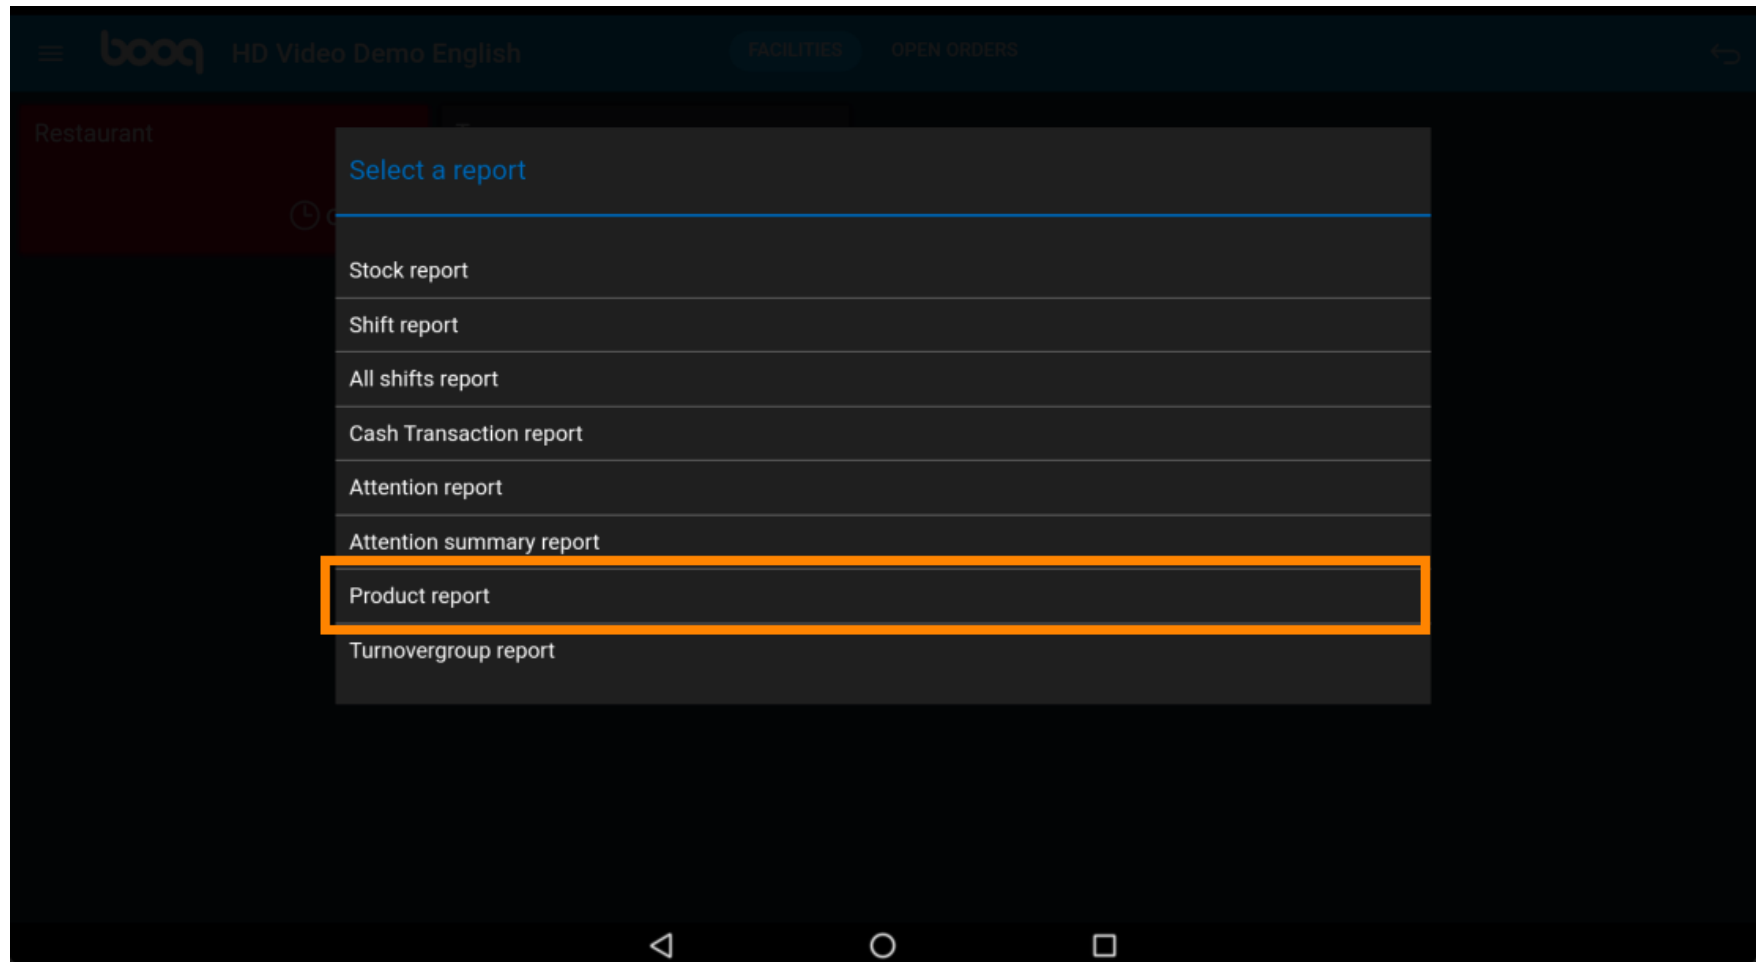 booq HD Video Demo English FACILITIES OPEN ORDERS
Restaurant
Select a report
Stock report
Shift report
All shifts report
Cash Transaction report
Attention report
Attention summary report
Product report
Turnovergroup report